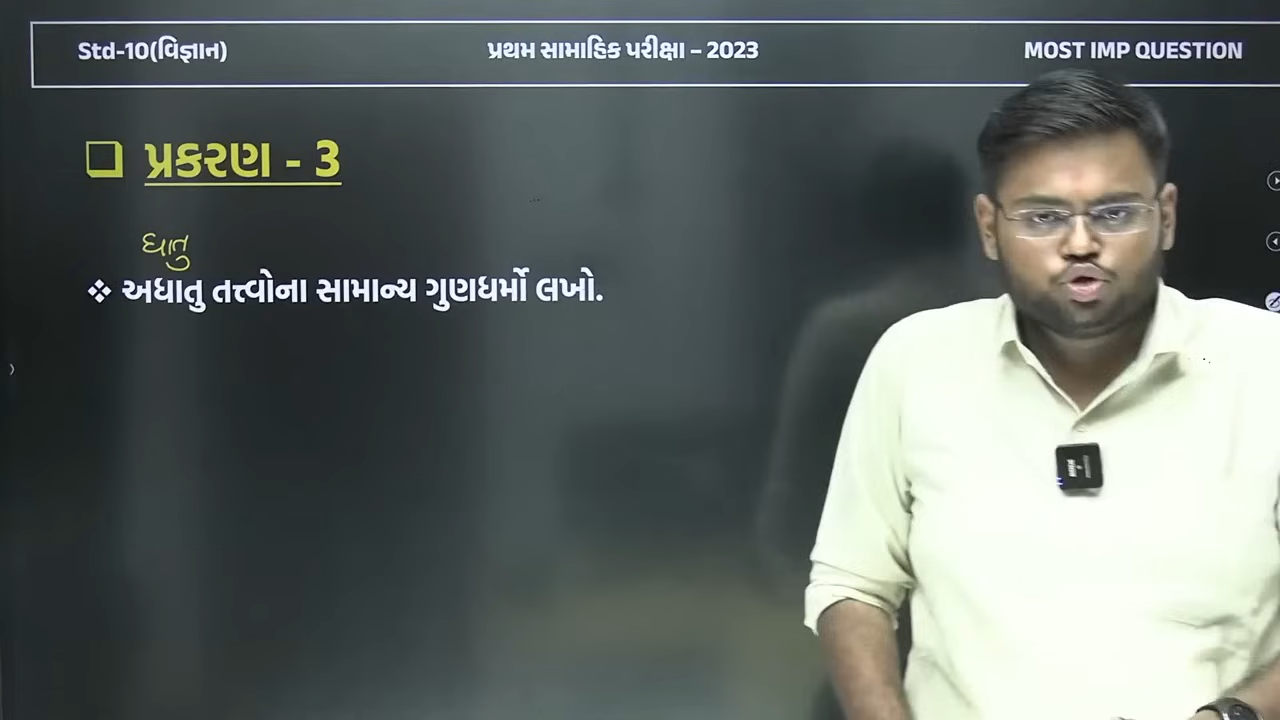 Std-10(વિજ્ઞાન)
પ્રથમ સામાહિક પરીક્ષા – 2023
MOST IMP QUESTION
❑ પ્રકરણ - 3
ધાતુ
❖ અધાતુ તત્ત્વોના સામાન્ય ગુણધર્મો લખો.